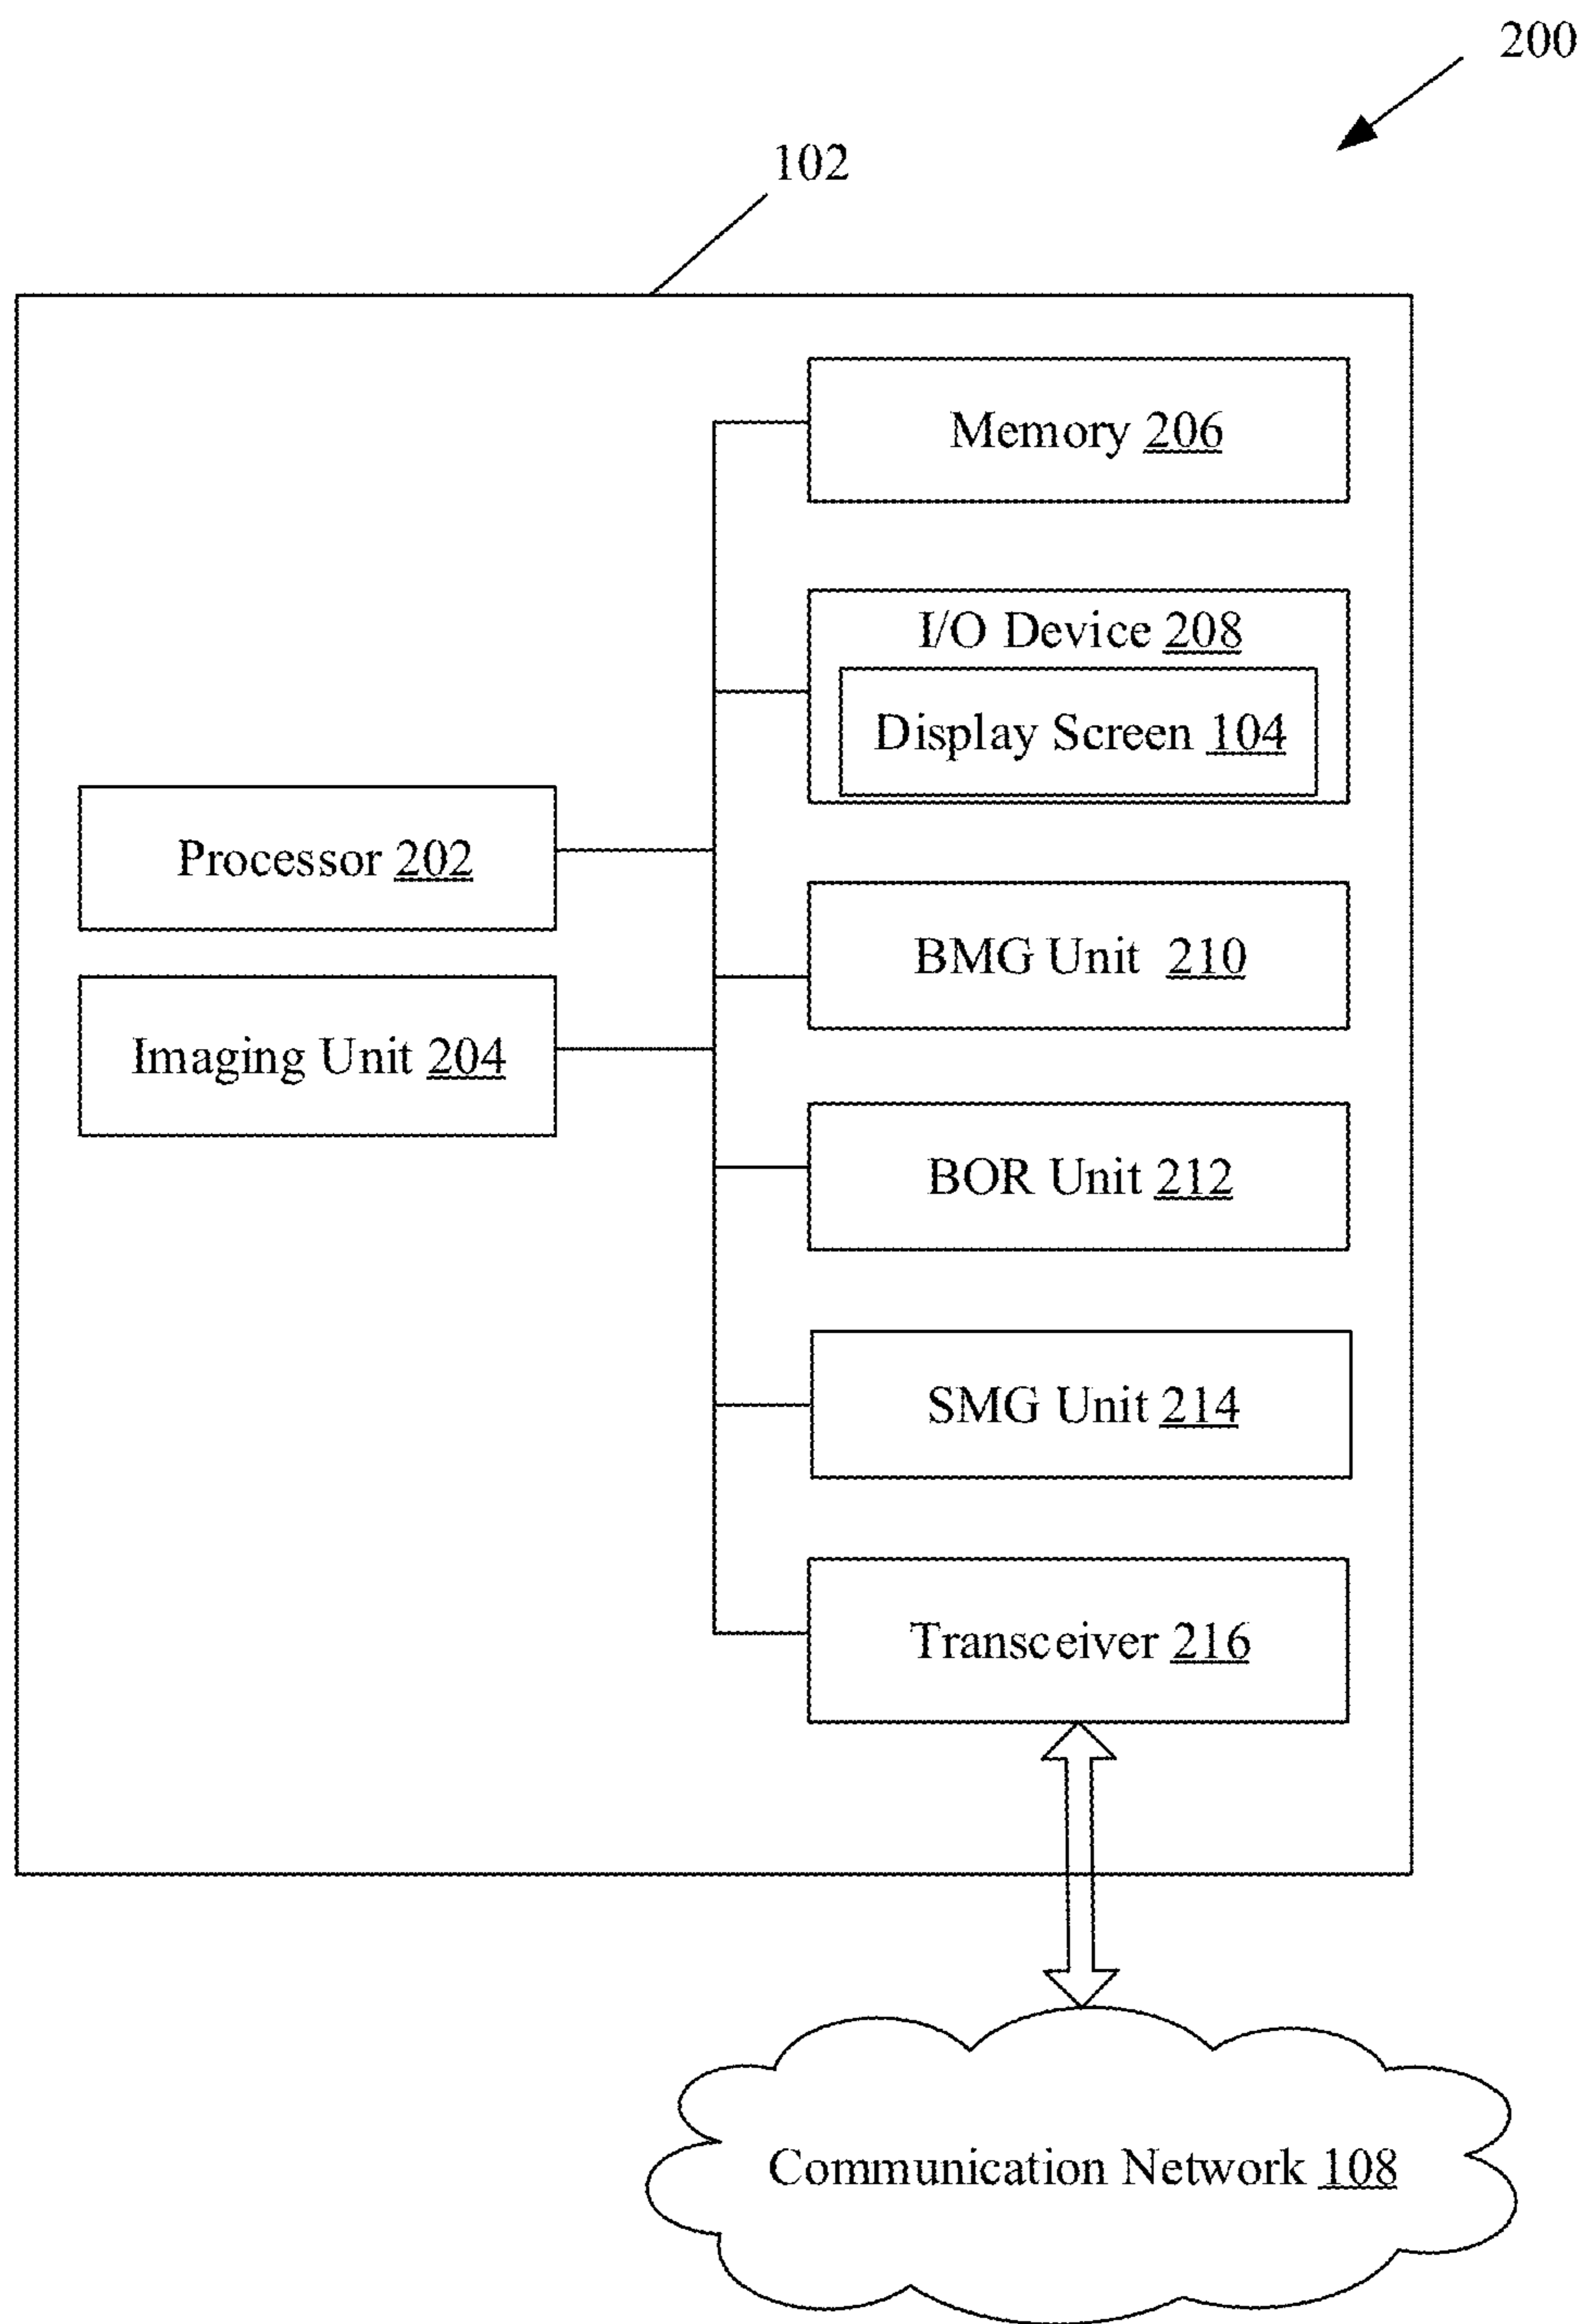 200
102
Memory 206
I/O Device 208
Display Screen 104
Processor 202
BMG Unit 210
Imaging Unit 204
BOR Unit 212
SMG Unit 214
Transceiver 216
Communication Network 108